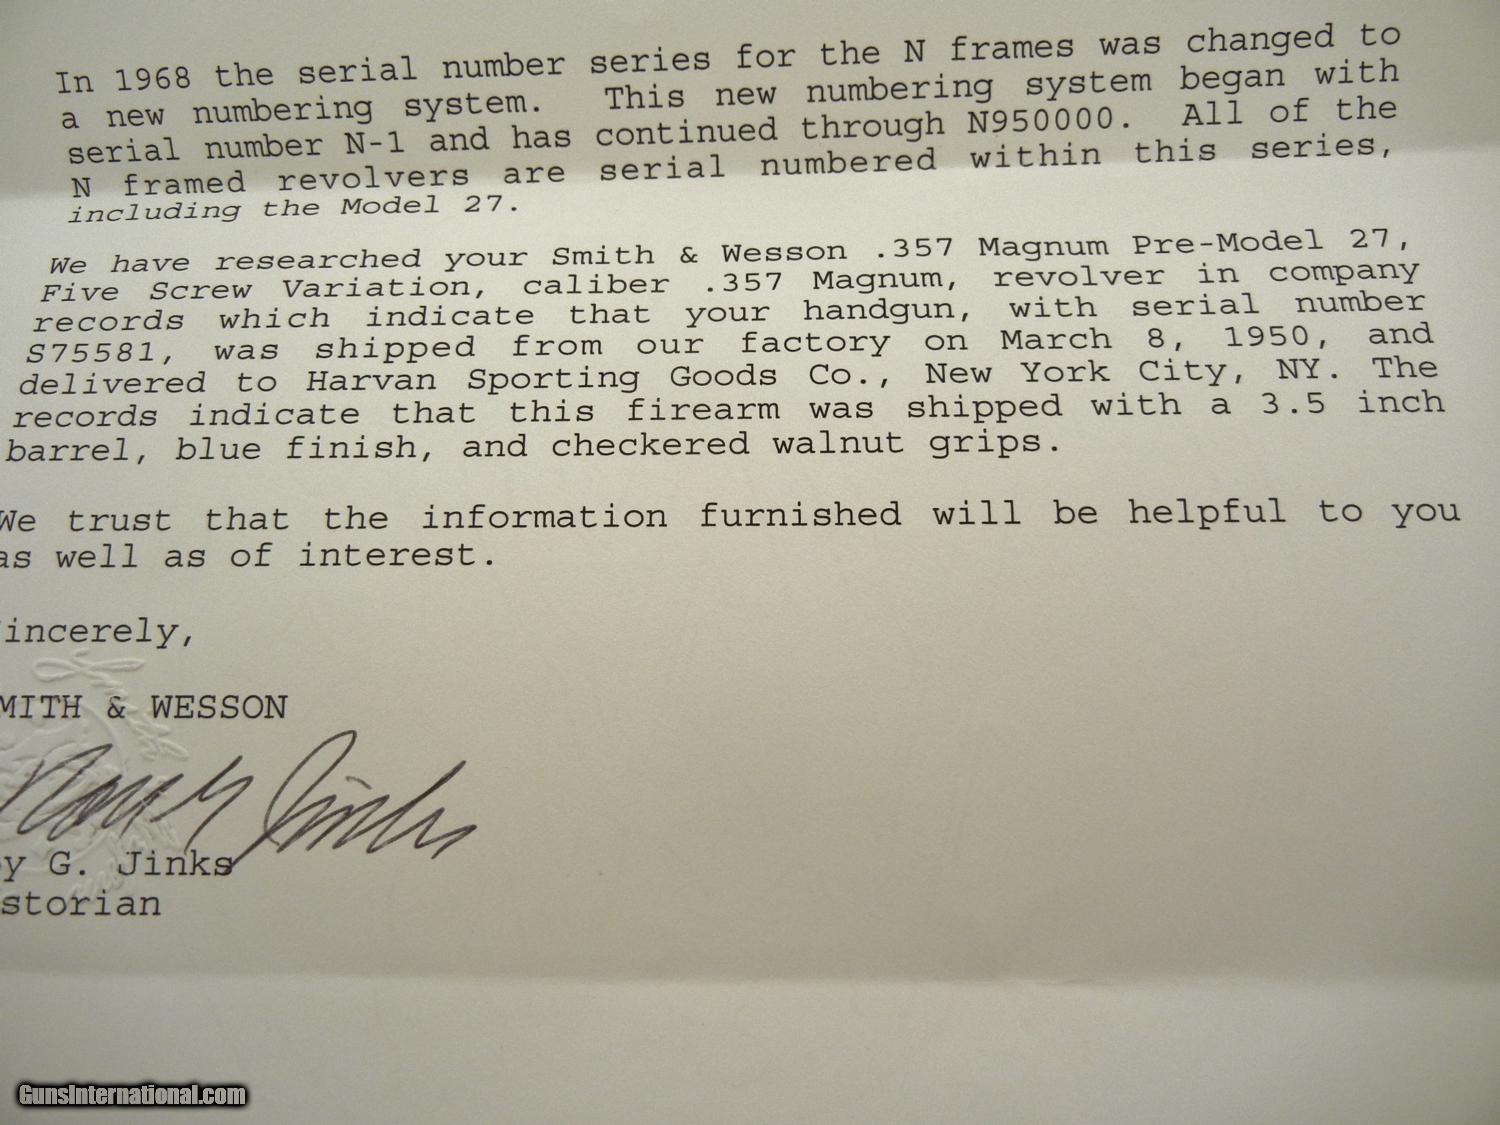 In 1968 the serial number series for the N frames was changed to
a new numbering system. This new numbering system began with
serial number N-1 and has continued through N950000. All of the
N framed revolvers are serial numbered within this series,
including the Model 27.
We have researched your Smith & Wesson .357 Magnum Pre-Model 27,
Five Screw Variation, caliber .357 Magnum, revolver in company
records which indicate that your handgun, with serial number
S75581, was shipped from our factory on March 8, 1950, and
delivered to Harvan Sporting Goods Co., New York City, NY. The
records indicate that this firearm was shipped with a 3.5 inch
barrel, blue finish, and checkered walnut grips.
We trust that the information furnished will be helpful to you
as well as of interest.
incerely,
MITH & WESSON
Roy G. Jinks
y G. Jinks
storian
GunsInternational.com